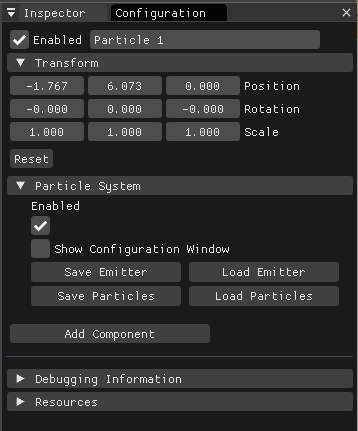 Inspector Configuration
Enabled Particle 1
Transform
-1.767 6.073 0.000 Position
-0.000 0.000 -0.000 Rotation
1.000 1.000 1.000 Scale
Reset
Particle System
Enabled
Show Configuration Window
Save Emitter Load Emitter
Save Particles Load Particles
Add Component
Debugging Information
Resources